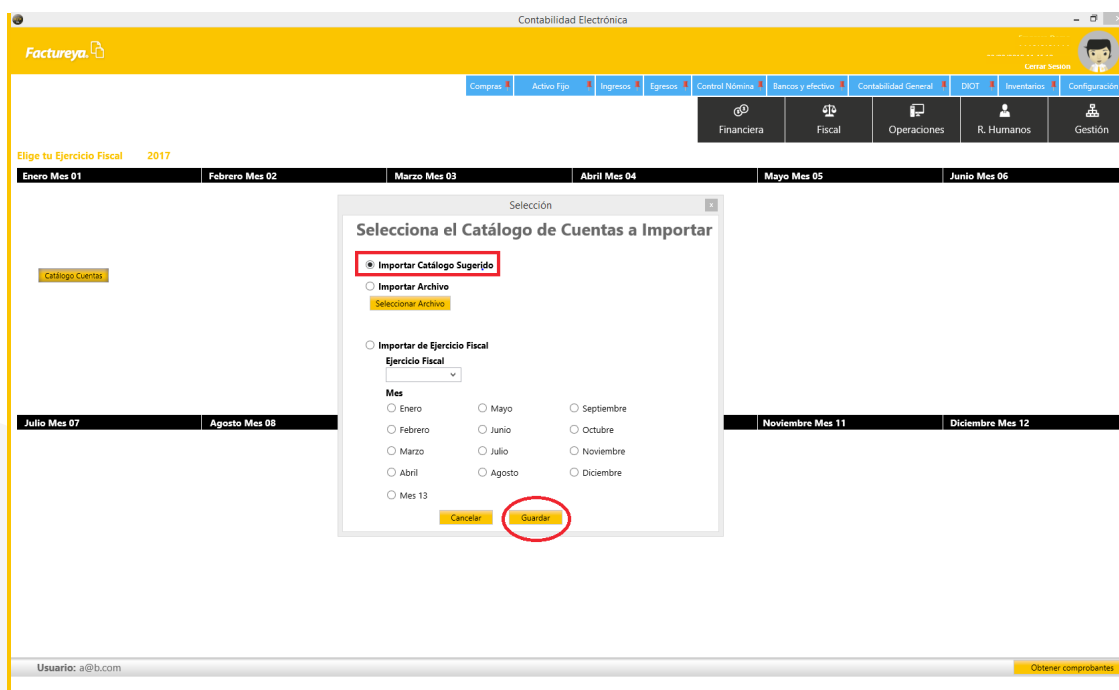 Contabilidad Electrónica
Factureya.
Cerrar Sesion
Compras Activo Fijo Ingresos Egresos Control Nómina Bancos y efectivo Contabilidad General DIOT Inventarios Configuración
Financiera Fiscal Operaciones R. Humanos Gestión
Elige tu Ejercicio Fiscal 2017
Enero Mes 01 Febrero Mes 02 Marzo Mes 03 Abril Mes 04 Mayo Mes 05 Junio Mes 06
Selección
Selecciona el Catálogo de Cuentas a Importar
Importar Catálogo Sugerido
Catálogo Cuentas
Importar Archivo
Seleccionar Archivo
Importar de Ejercicio Fiscal
Ejercicio Fiscal
Mes
Enero Mayo Septiembre
Julio Mes 07 Agosto Mes 08 Noviembre Mes 11 Diciembre Mes 12
Febrero Junio Octubre
Marzo Julio Noviembre
Abril Agosto Diciembre
Mes 13
Cancelar Guardar
Usuario: a@b.com
Obtener comprobantes